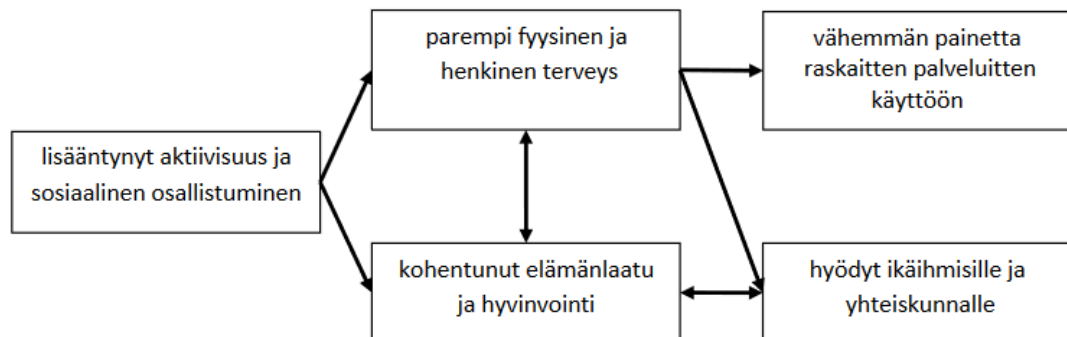 parempi fyysinen ja
henkinen terveys
vähemmän painetta
raskaitten palveluitten
käyttöön
lisääntynyt aktiivisuus ja
sosiaalinen osallistuminen
kohentunut elämänlaatu
ja hyvinvointi
hyödyt ikäihmisille ja
yhteiskunnalle